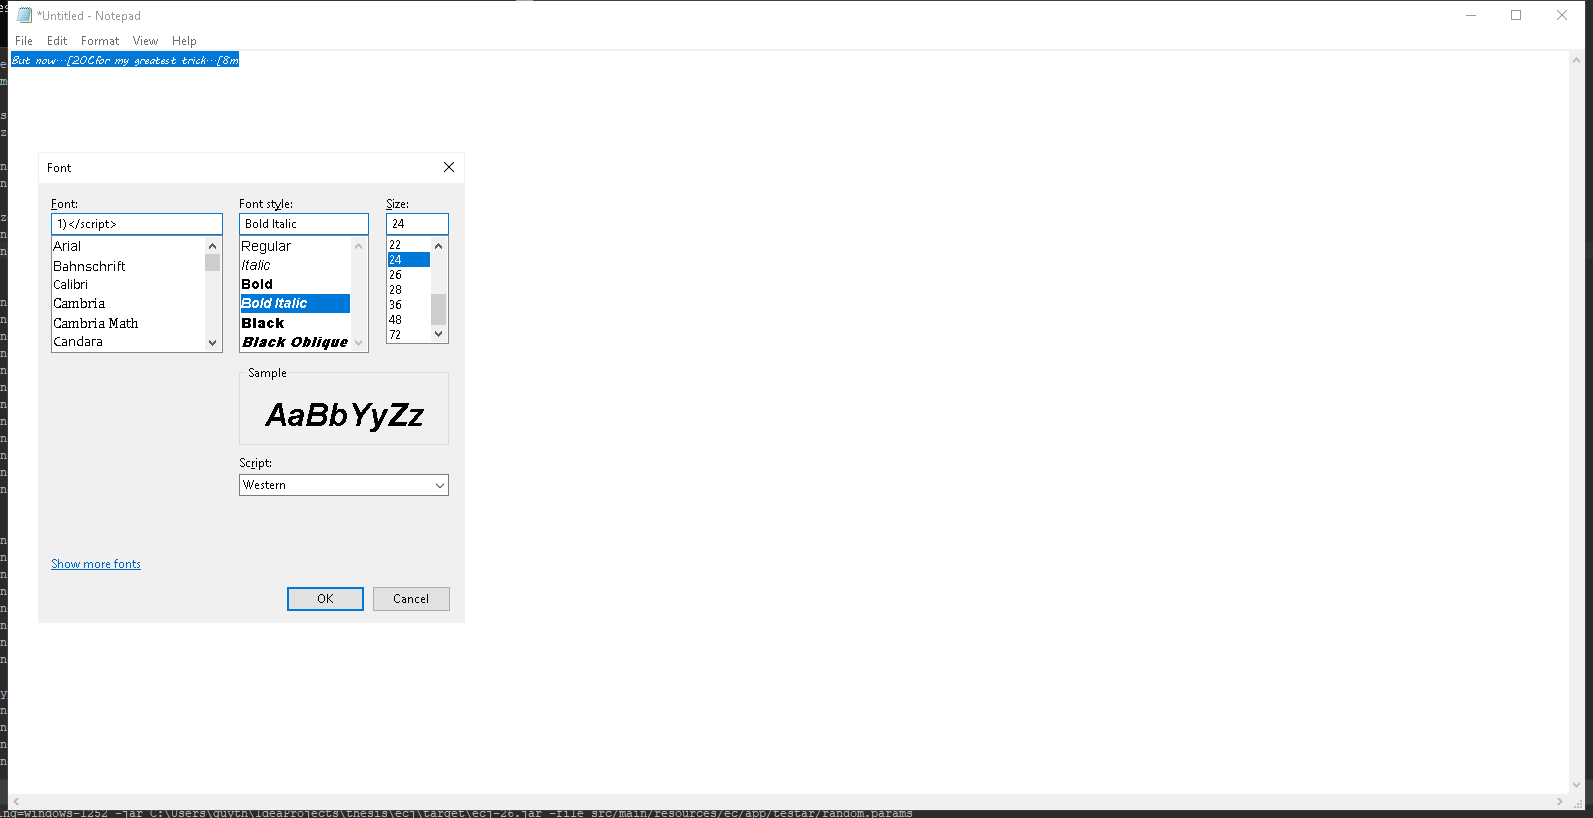 *Untitled - Notepad
File Edit Format View Help
But now...[20Cfor my greatest trick...[8m
Font
Font: Font style: Size:
1)</script> Bold Italic 24
Arial Regular 22
Bahnschrift Italic 24
Calibri Bold 26
Cambria Bold Italic 28
Cambria Math Black 36
Candara Black Oblique 48
72
Sample
AaBbYyZz
Script:
Western
Show more fonts
OK Cancel
ing=windows-1252 -jar C:\Users\guyth\IdeaProjects\thesis\ecj\target\ecj-26.jar -file src/main/resources/ec/app/testar/random.params